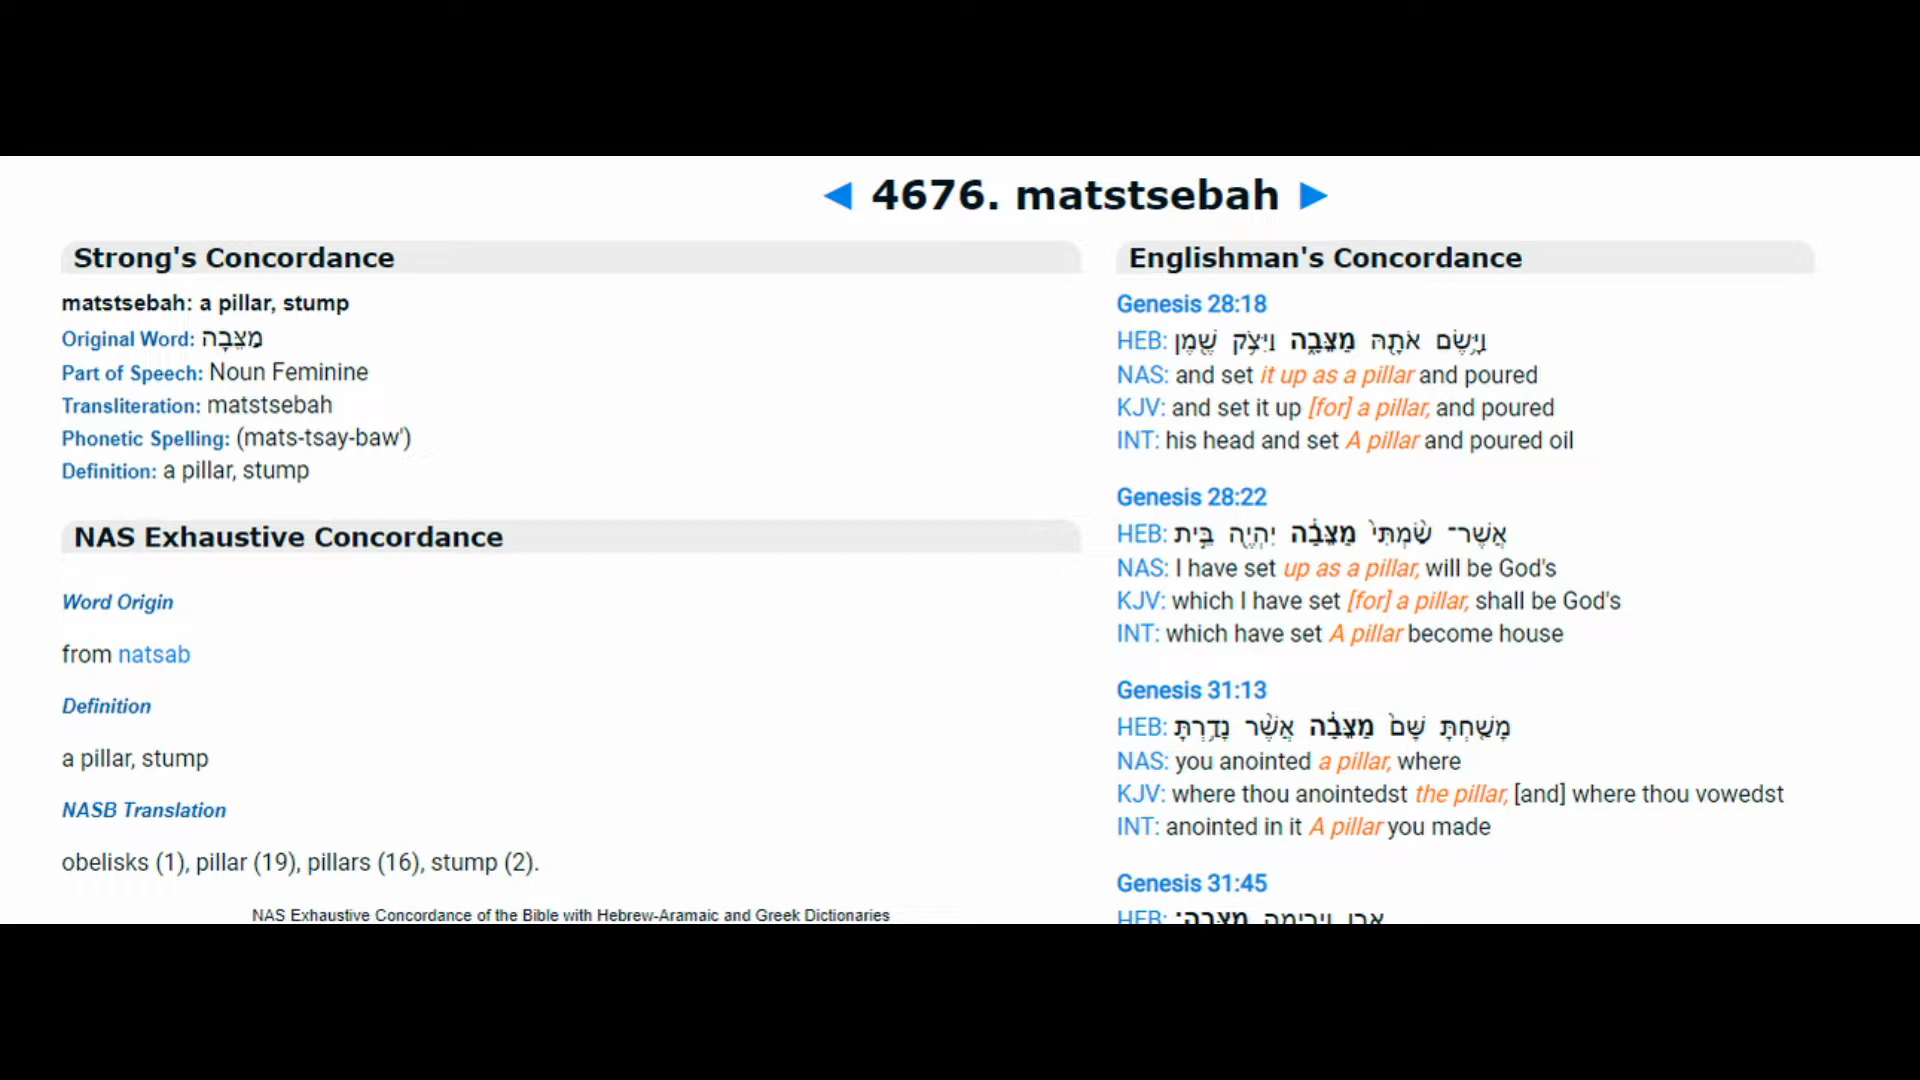 4676. matstsebah
Strong's Concordance
matstsebah: a pillar, stump
Original Word: מַצֵּבָה
Part of Speech: Noun Feminine
Transliteration: matstsebah
Phonetic Spelling: (mats-tsay-baw')
Definition: a pillar, stump
NAS Exhaustive Concordance
Word Origin
from natsab
Definition
a pillar, stump
NASB Translation
obelisks (1), pillar (19), pillars (16), stump (2).
NAS Exhaustive Concordance of the Bible with Hebrew-Aramaic and Greek Dictionaries
Englishman's Concordance
Genesis 28:18
HEB: וַיָּ֥שֶׂם אֹתָ֖הּ מַצֵּבָ֑ה וַיִּצֹ֥ק שֶׁ֖מֶן
NAS: and set it up as a pillar and poured
KJV: and set it up [for] a pillar, and poured
INT: his head and set A pillar and poured oil
Genesis 28:22
HEB: אֲשֶׁר־ שַׂ֙מְתִּי֙ מַצֵּבָ֔ה יִהְיֶ֖ה בֵּ֣ית
NAS: I have set up as a pillar, will be God's
KJV: which I have set [for] a pillar, shall be God's
INT: which have set A pillar become house
Genesis 31:13
HEB: מָשַׁ֤חְתָּ שָּׁם֙ מַצֵּבָ֔ה אֲשֶׁ֨ר נָדַ֥רְתָּ
NAS: you anointed a pillar, where
KJV: where thou anointedst the pillar, [and] where thou vowedst
INT: anointed in it A pillar you made
Genesis 31:45
HEB: אבן וירימה מצבה־